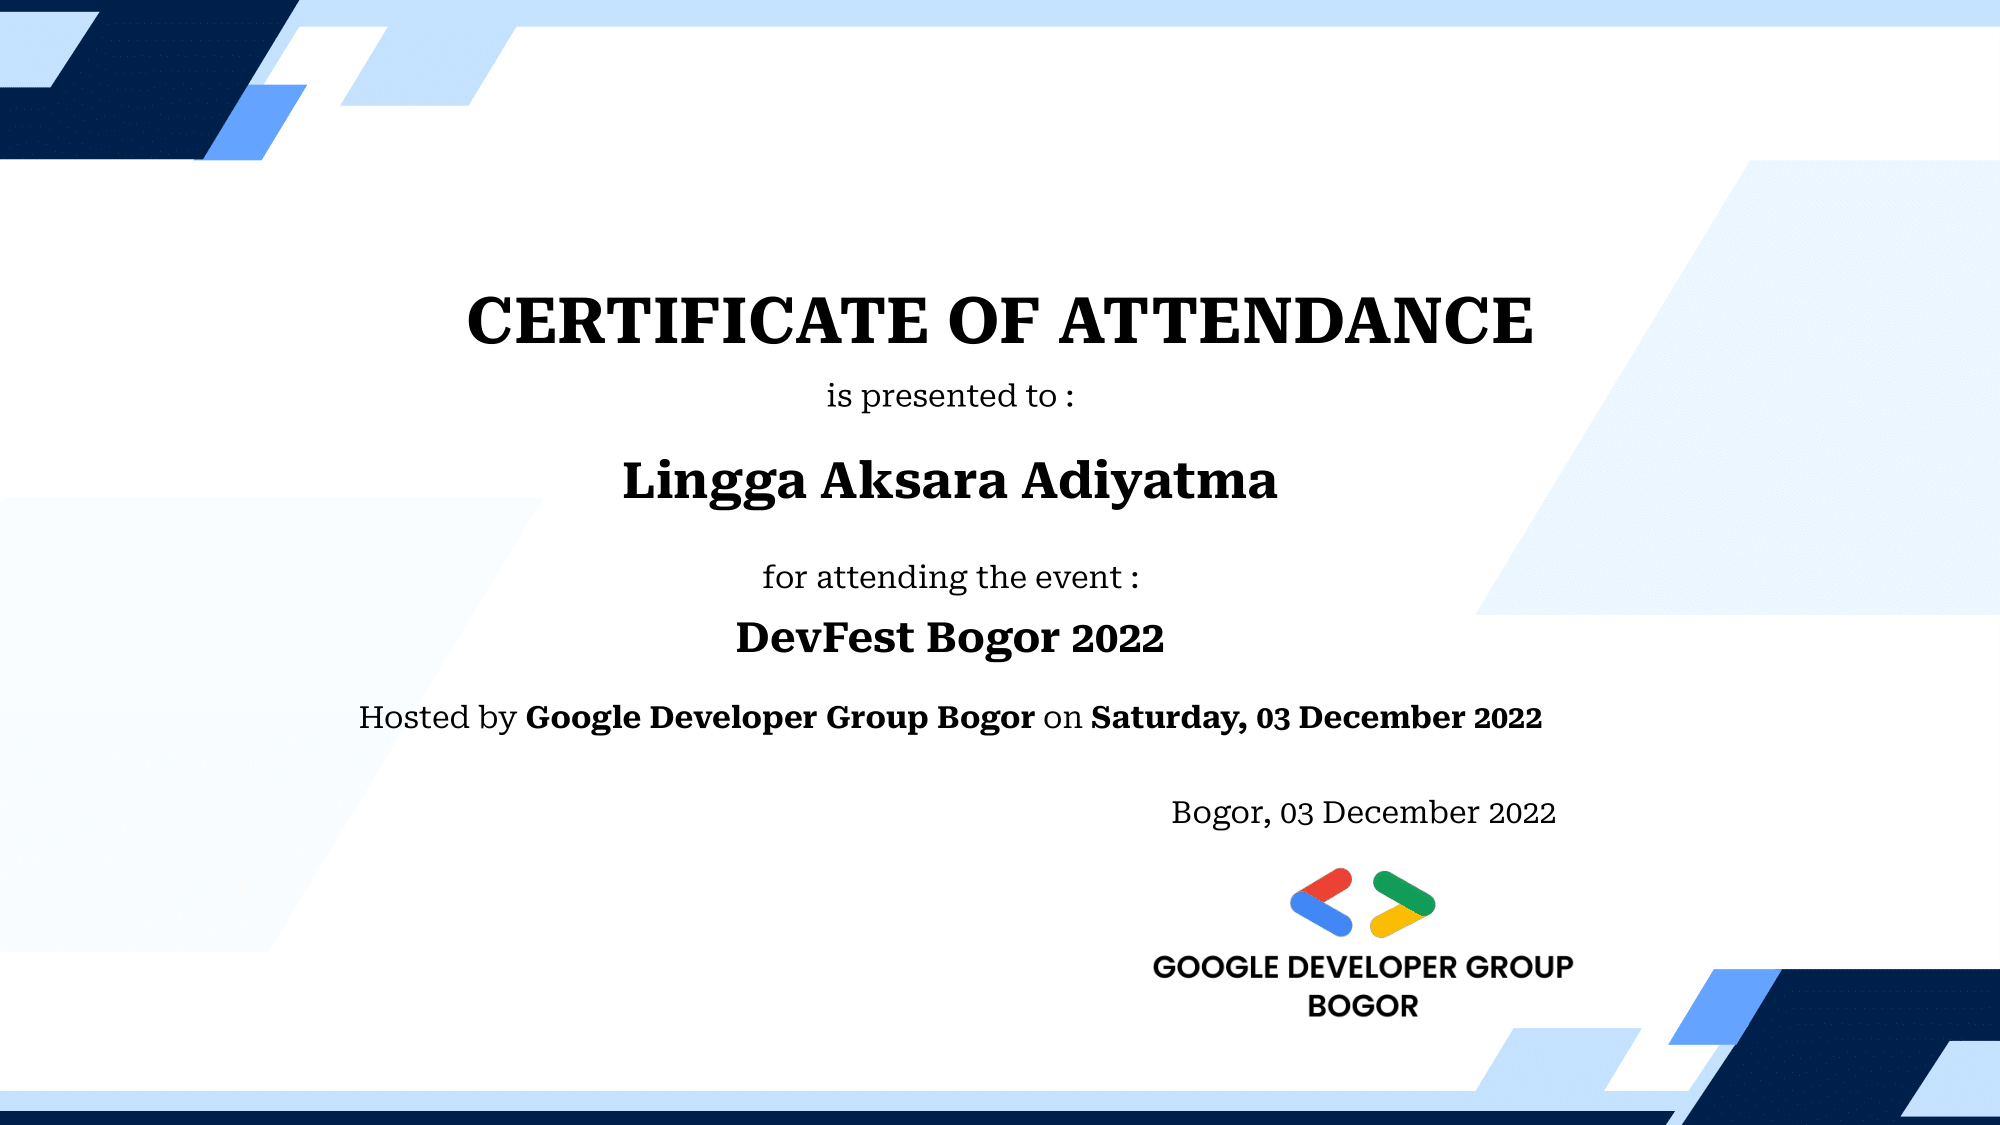 CERTIFICATE OF ATTENDANCE
is presented to :
Lingga Aksara Adiyatma
for attending the event :
DevFest Bogor 2022
Hosted by Google Developer Group Bogor on Saturday, 03 December 2022
Bogor, 03 December 2022
GOOGLE DEVELOPER GROUP
BOGOR